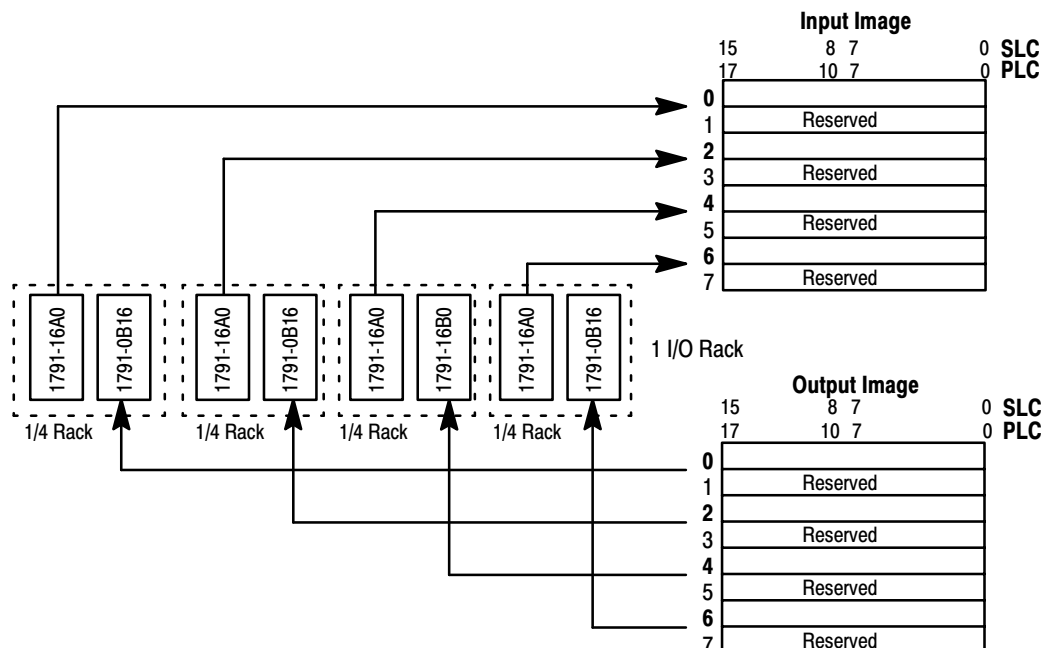 Input Image
15 8 7 0 SLC
17 10 7 0 PLC
0
1 Reserved
2
3 Reserved
4
5 Reserved
6
7 Reserved
1791-16A0 1791-0B16 1791-16A0 1791-0B16 1791-16A0 1791-16B0 1791-16A0 1791-0B16
1 I/O Rack
1/4 Rack 1/4 Rack 1/4 Rack 1/4 Rack
Output Image
15 8 7 0 SLC
17 10 7 0 PLC
0
1 Reserved
2
3 Reserved
4
5 Reserved
6
7 Reserved